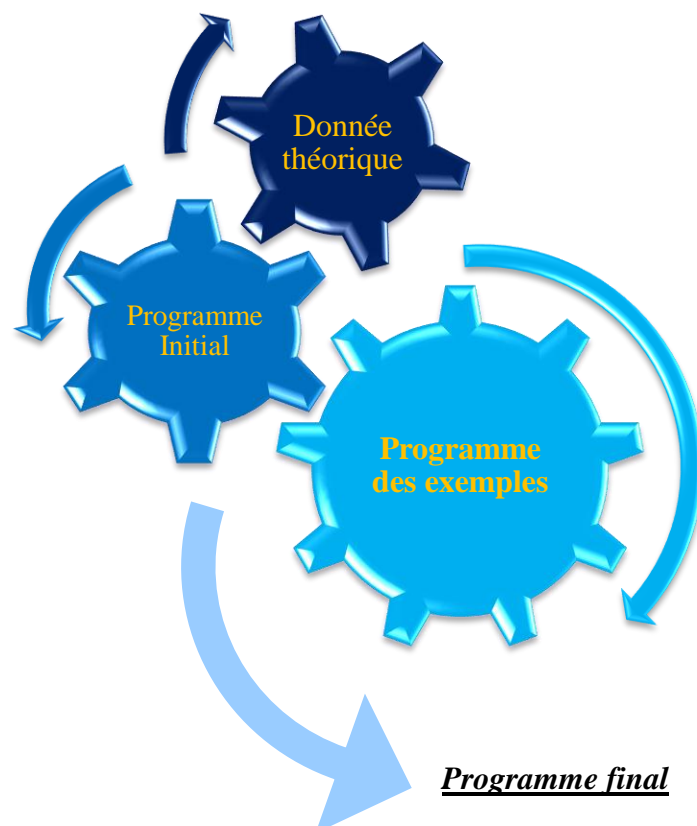 Donnée
théorique
Programme
Initial
Programme
des exemples
Programme final